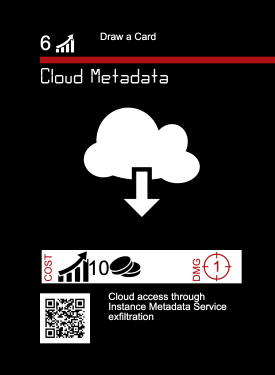 6 Draw a Card
Cloud Metadata
COST 10 DMG 1
Cloud access through
Instance Metadata Service
exfiltration